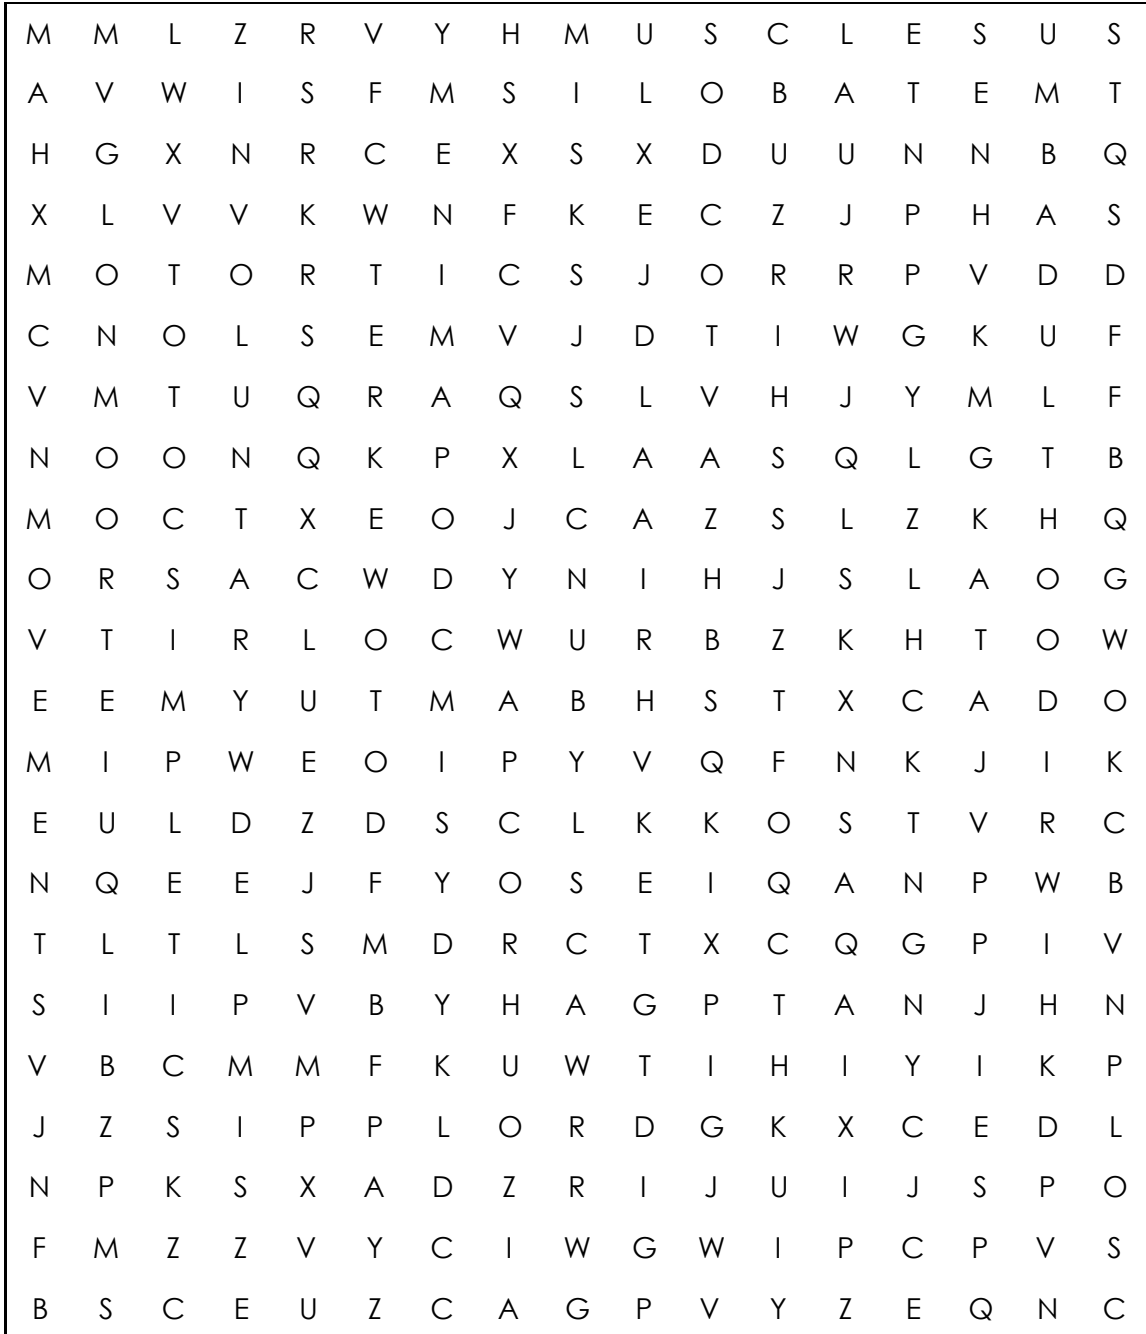 M M L Z R V Y H M U S C L E S U S
A V W I S F M S I L O B A T E M T
H G X N R C E X S X D U U N N B Q
X L V V K W N F K E C Z J P H A S
M O T O R T I C S J O R R P V D D
C N O L S E M V J D T I W G K U F
V M T U Q R A Q S L V H J Y M L F
N O O N Q K P X L A A S Q L G T B
M O C T X E O J C A Z S L Z K H Q
O R S A C W D Y N I H J S L A O G
V T I R L O C W U R B Z K H T O W
E E M Y U T M A B H S T X C A D O
M I P W E O I P Y V Q F N K J I K
E U L D Z D S C L K K O S T V R C
N Q E E J F Y O S E I Q A N P W B
T L T L S M D R C T X C Q G P I V
S I I P V B Y H A G P T A N J H N
V B C M M F K U W T I H I Y I K P
J Z S I P P L O R D G K X C E D L
N P K S X A D Z R I J U I J S P O
F M Z Z V Y C I W G W I P C P V S
B S C E U Z C A G P V Y Z E Q N C